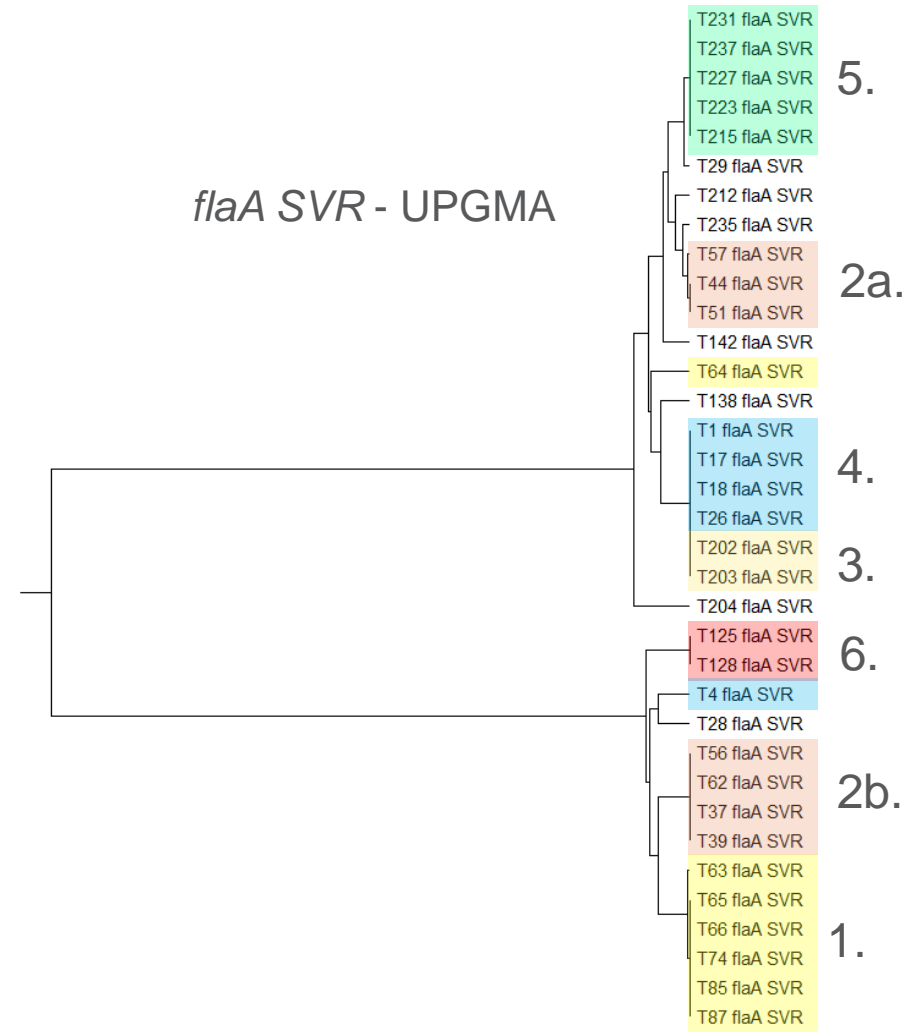 T231 flaA SVR
T237 flaA SVR
T227 flaA SVR
5.
T223 flaA SVR
T215 flaA SVR
T29 flaA SVR
flaA SVR - UPGMA
T212 flaA SVR
T235 flaA SVR
T57 flaA SVR
T44 flaA SVR
2a.
T51 flaA SVR
T142 flaA SVR
T64 flaA SVR
T138 flaA SVR
T1 flaA SVR
T17 flaA SVR
4.
T18 flaA SVR
T26 flaA SVR
T202 flaA SVR
3.
T203 flaA SVR
T204 flaA SVR
T125 flaA SVR
6.
T128 flaA SVR
T4 flaA SVR
T28 flaA SVR
T56 flaA SVR
T62 flaA SVR
2b.
T37 flaA SVR
T39 flaA SVR
T63 flaA SVR
T65 flaA SVR
T66 flaA SVR
1.
T74 flaA SVR
T85 flaA SVR
T87 flaA SVR